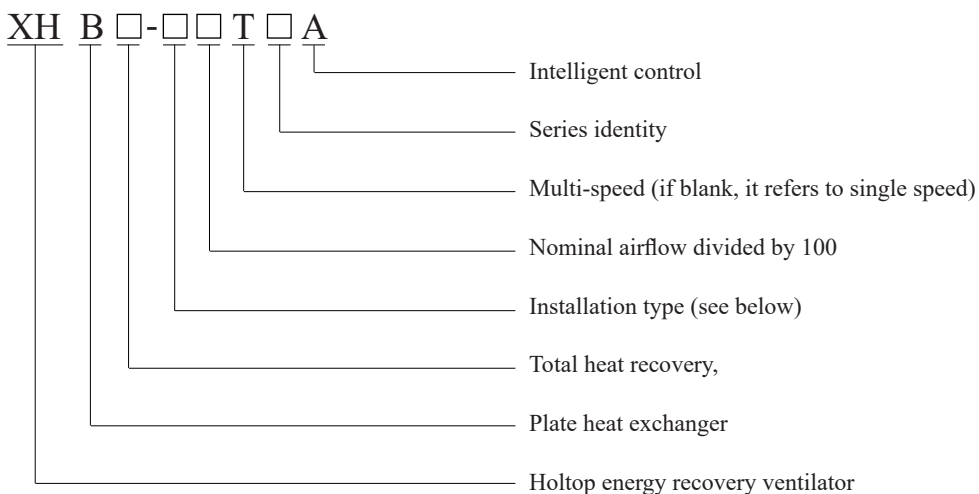 XH B □-□ □ T □ A
Intelligent control
Series identity
Multi-speed (if blank, it refers to single speed)
Nominal airflow divided by 100
Installation type (see below)
Total heat recovery,
Plate heat exchanger
Holtop energy recovery ventilator